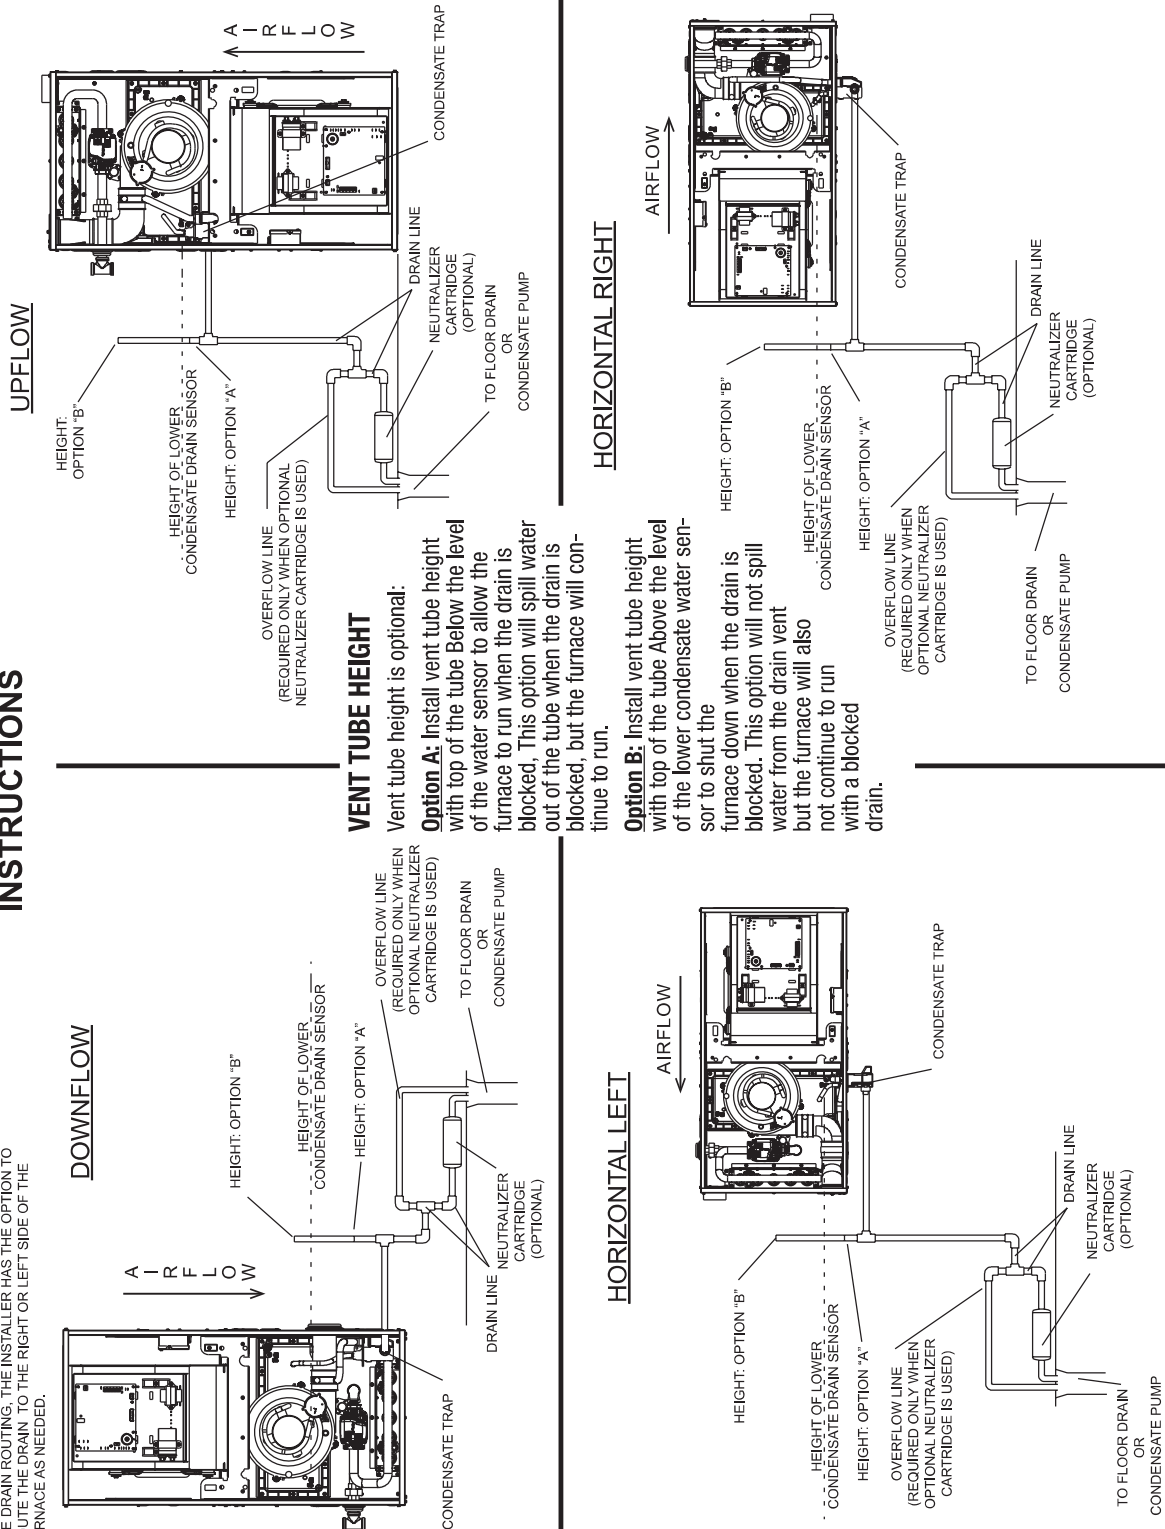 E DRAIN ROUTING, THE INSTALLER HAS THE OPTION TO
UTE THE DRAIN TO THE RIGHT OR LEFT SIDE OF THE
RNACE AS NEEDED.
INSTRUCTIONS
DOWNFLOW
AIRFLOW
HEIGHT: OPTION "B"
HEIGHT OF LOWER
CONDENSATE DRAIN SENSOR
HEIGHT: OPTION "A"
OVERFLOW LINE
(REQUIRED ONLY WHEN
OPTIONAL NEUTRALIZER
CARTRIDGE IS USED)
TO FLOOR DRAIN
OR
CONDENSATE PUMP
CONDENSATE TRAP
DRAIN LINE
NEUTRALIZER
CARTRIDGE
(OPTIONAL)
UPFLOW
HEIGHT:
OPTION "B"
HEIGHT OF LOWER
CONDENSATE DRAIN SENSOR
HEIGHT: OPTION "A"
OVERFLOW LINE
(REQUIRED ONLY WHEN OPTIONAL
NEUTRALIZER CARTRIDGE IS USED)
AIRFLOW
CONDENSATE TRAP
DRAIN LINE
NEUTRALIZER
CARTRIDGE
(OPTIONAL)
TO FLOOR DRAIN
OR
CONDENSATE PUMP
VENT TUBE HEIGHT
Vent tube height is optional:
Option A: Install vent tube height
with top of the tube Below the level
of the water sensor to allow the
furnace to run when the drain is
blocked, This option will spill water
out of the tube when the drain is
blocked, but the furnace will con-
tinue to run.
Option B: Install vent tube height
with top of the tube Above the level
of the lower condensate water sen-
sor to shut the
furnace down when the drain is
blocked. This option will not spill
water from the drain vent
but the furnace will also
not continue to run
with a blocked
drain.
HORIZONTAL LEFT
AIRFLOW
HEIGHT: OPTION "B"
HEIGHT OF LOWER
CONDENSATE DRAIN SENSOR
HEIGHT: OPTION "A"
OVERFLOW LINE
(REQUIRED ONLY WHEN
OPTIONAL NEUTRALIZER
CARTRIDGE IS USED)
CONDENSATE TRAP
DRAIN LINE
NEUTRALIZER
CARTRIDGE
(OPTIONAL)
TO FLOOR DRAIN
OR
CONDENSATE PUMP
HORIZONTAL RIGHT
AIRFLOW
HEIGHT: OPTION "B"
HEIGHT OF LOWER
CONDENSATE DRAIN SENSOR
HEIGHT: OPTION "A"
OVERFLOW LINE
(REQUIRED ONLY WHEN
OPTIONAL NEUTRALIZER
CARTRIDGE IS USED)
CONDENSATE TRAP
DRAIN LINE
NEUTRALIZER
CARTRIDGE
(OPTIONAL)
TO FLOOR DRAIN
OR
CONDENSATE PUMP